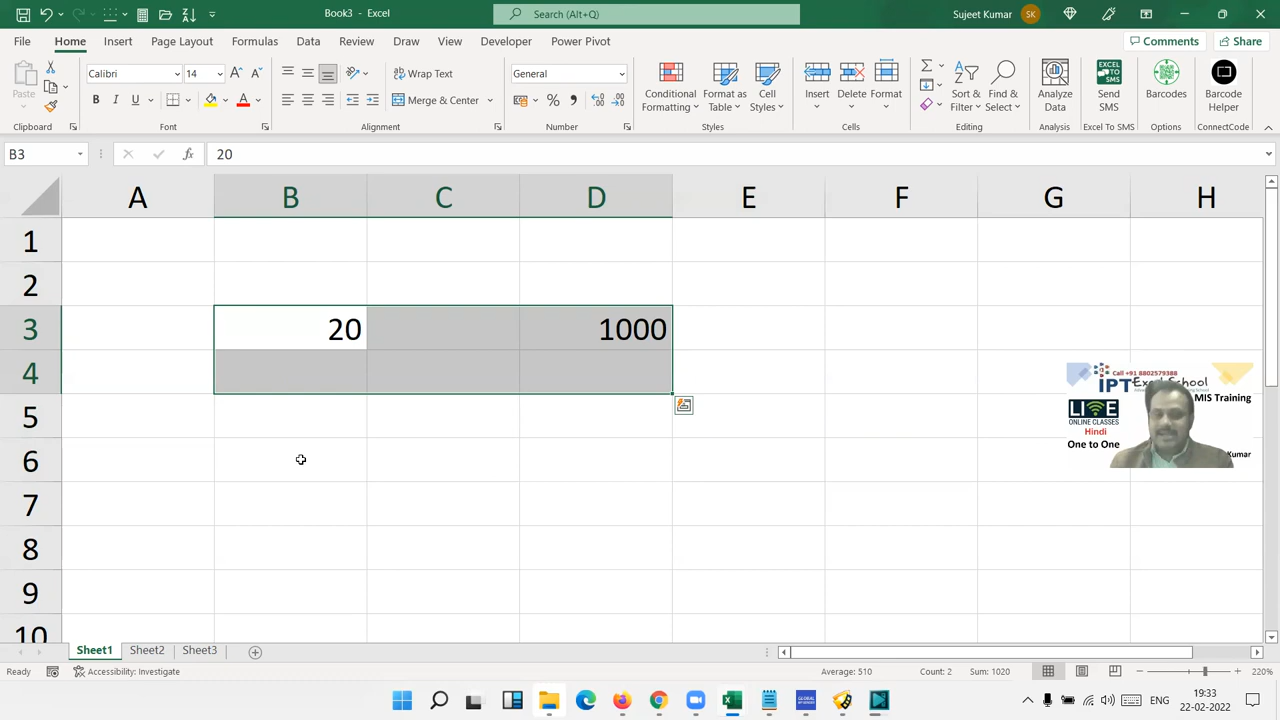 Book3 - Excel
Search (Alt+Q)
Sujeet Kumar
SK
File
Home
Insert
Page Layout
Formulas
Data
Review
View
Developer
Power Pivot
Comments
Share
Paste
Calibri
14
B I U
Wrap Text
Merge & Center
General
Conditional Formatting
Format as Table
Cell Styles
Insert
Delete
Format
Sort & Filter
Find & Select
Analyze Data
Send SMS
Barcodes
Barcode Helper
Clipboard
Font
Alignment
Number
Styles
Cells
Editing
Analysis
Excel To SMS
Options
ConnectCode
B3
fx
20
A B C D E F G H
1
2
3 20 1000
4
5
6
7
8
9
10
Call +91 8802579388
IPT Excel School
MIS Training
LIVE
ONLINE CLASSES
Hindi
One to One
Kumar
Sheet1
Sheet2
Sheet3
Ready
Accessibility: Investigate
Average: 510
Count: 2
Sum: 1020
220%
ENG
19:33
22-02-2022